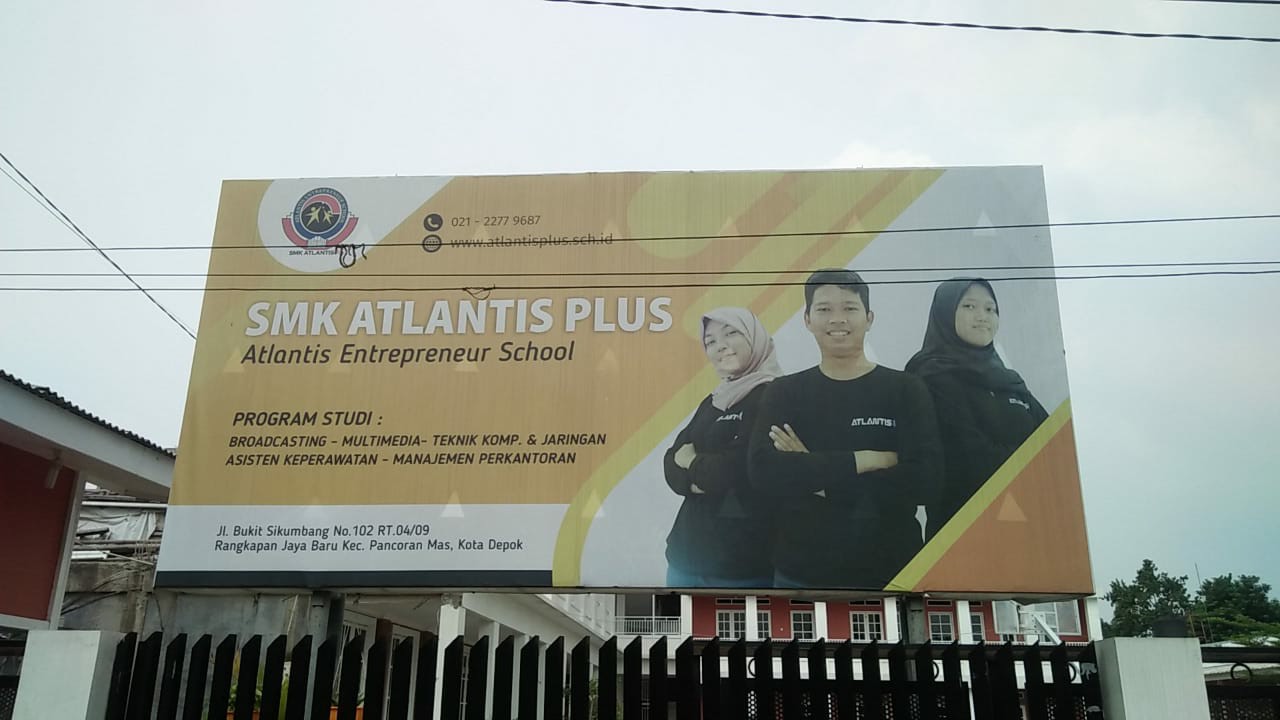 SMK ATLANTIS
021 - 2277 9687
www.atlantisplus.sch.id
SMK ATLANTIS PLUS
Atlantis Entrepreneur School
PROGRAM STUDI :
BROADCASTING - MULTIMEDIA- TEKNIK KOMP. & JARINGAN
ASISTEN KEPERAWATAN - MANAJEMEN PERKANTORAN
ATLANTIS
Jl. Bukit Sikumbang No.102 RT.04/09
Rangkapan Jaya Baru Kec. Pancoran Mas, Kota Depok